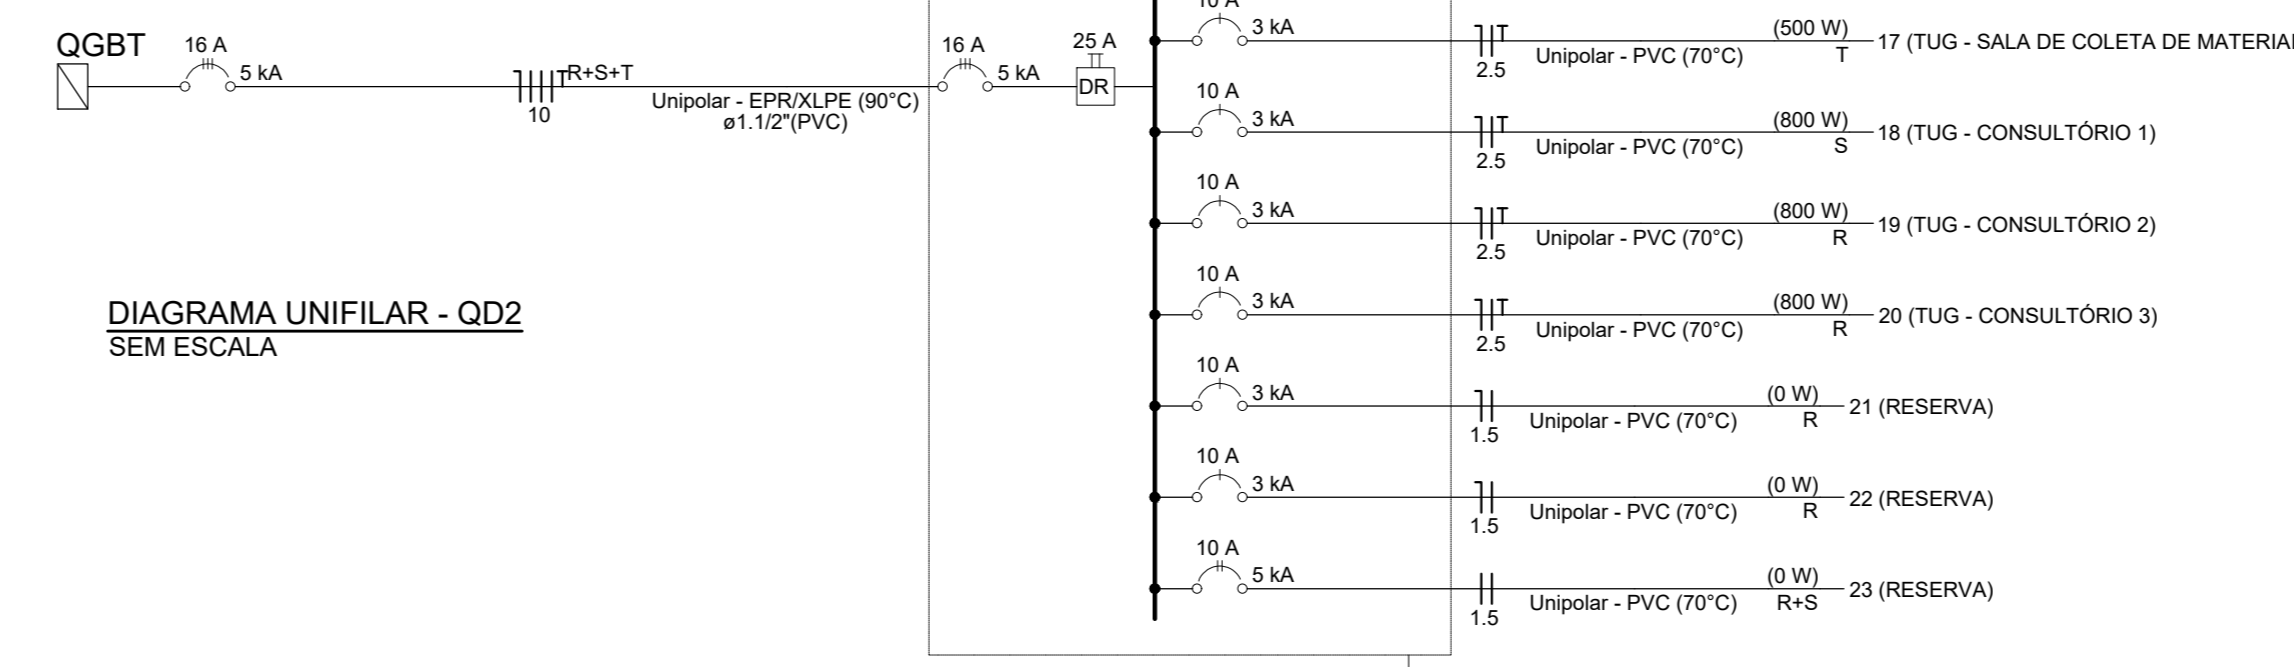 QGBT
16 A
5 kA
R+S+T
10
Unipolar - EPR/XLPE (90°C)
ø1.1/2"(PVC)
16 A
5 kA
25 A
DR
DIAGRAMA UNIFILAR - QD2
SEM ESCALA
10 A
3 kA
T
2.5
Unipolar - PVC (70°C)
(500 W)
T
17 (TUG - SALA DE COLETA DE MATERIAL
10 A
3 kA
T
2.5
Unipolar - PVC (70°C)
(800 W)
S
18 (TUG - CONSULTÓRIO 1)
10 A
3 kA
T
2.5
Unipolar - PVC (70°C)
(800 W)
R
19 (TUG - CONSULTÓRIO 2)
10 A
3 kA
T
2.5
Unipolar - PVC (70°C)
(800 W)
R
20 (TUG - CONSULTÓRIO 3)
10 A
3 kA
1.5
Unipolar - PVC (70°C)
(0 W)
R
21 (RESERVA)
10 A
3 kA
1.5
Unipolar - PVC (70°C)
(0 W)
R
22 (RESERVA)
10 A
5 kA
1.5
Unipolar - PVC (70°C)
(0 W)
R+S
23 (RESERVA)